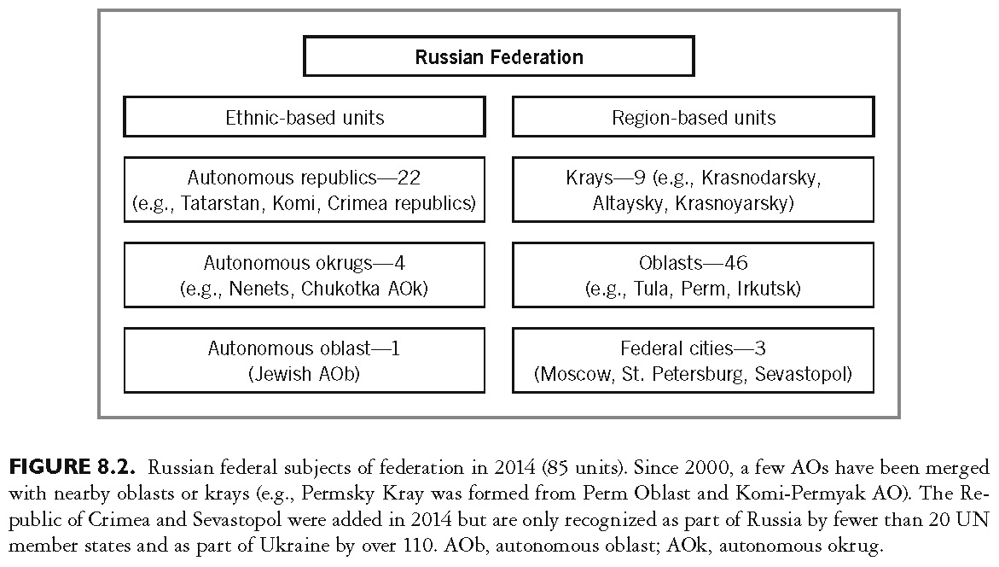 Russian Federation
Ethnic-based units
Region-based units
Autonomous republics—22
(e.g., Tatarstan, Komi, Crimea republics)
Krays—9 (e.g., Krasnodarsky,
Altaysky, Krasnoyarsky)
Autonomous okrugs—4
(e.g., Nenets, Chukotka AOk)
Oblasts—46
(e.g., Tula, Perm, Irkutsk)
Autonomous oblast—1
(Jewish AOb)
Federal cities—3
(Moscow, St. Petersburg, Sevastopol)
FIGURE 8.2. Russian federal subjects of federation in 2014 (85 units). Since 2000, a few AOs have been merged
with nearby oblasts or krays (e.g., Permsky Kray was formed from Perm Oblast and Komi-Permyak AO). The Re-
public of Crimea and Sevastopol were added in 2014 but are only recognized as part of Russia by fewer than 20 UN
member states and as part of Ukraine by over 110. AOb, autonomous oblast; AOk, autonomous okrug.